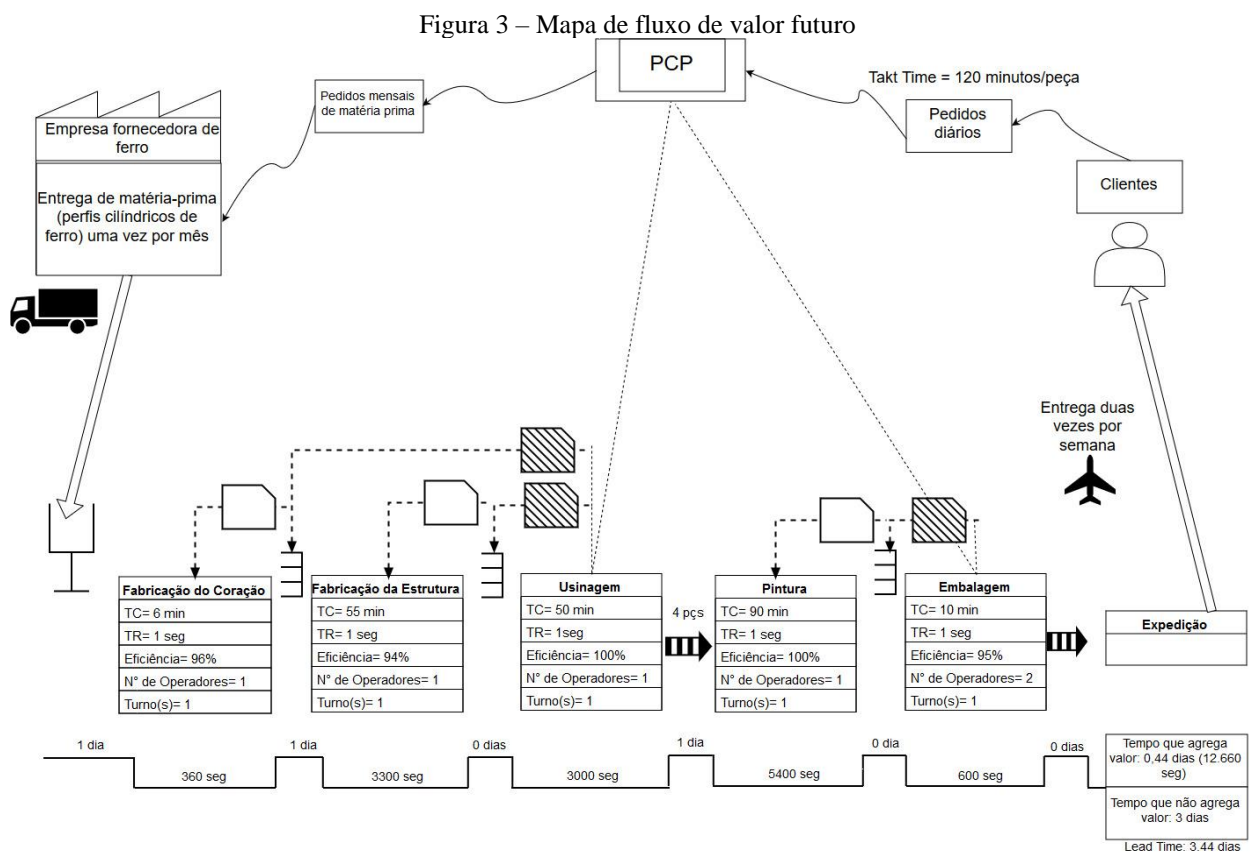 Figura 3 – Mapa de fluxo de valor futuro
PCP
Takt Time = 120 minutos/peça
Pedidos mensais
de matéria prima
Pedidos
diários
Empresa fornecedora de
ferro
Clientes
Entrega de matéria-prima
(perfis cilíndricos de
ferro) uma vez por mês
Entrega duas
vezes por
semana
Fabricação do Coração
TC= 6 min
TR= 1 seg
Eficiência= 96%
N° de Operadores= 1
Turno(s)= 1
Fabricação da Estrutura
TC= 55 min
TR= 1 seg
Eficiência= 94%
N° de Operadores= 1
Turno(s)= 1
Usinagem
TC= 50 min
TR= 1seg
Eficiência= 100%
N° de Operadores= 1
Turno(s)= 1
4 pçs
Pintura
TC= 90 min
TR= 1 seg
Eficiência= 100%
N° de Operadores= 1
Turno(s)= 1
Embalagem
TC= 10 min
TR= 1 seg
Eficiência= 95%
N° de Operadores= 2
Turno(s)= 1
Expedição
1 dia
360 seg
1 dia
3300 seg
0 dias
3000 seg
1 dia
5400 seg
0 dia
600 seg
0 dias
Tempo que agrega
valor: 0,44 dias (12.660
seg)
Tempo que não agrega
valor: 3 dias
Lead Time: 3,44 dias